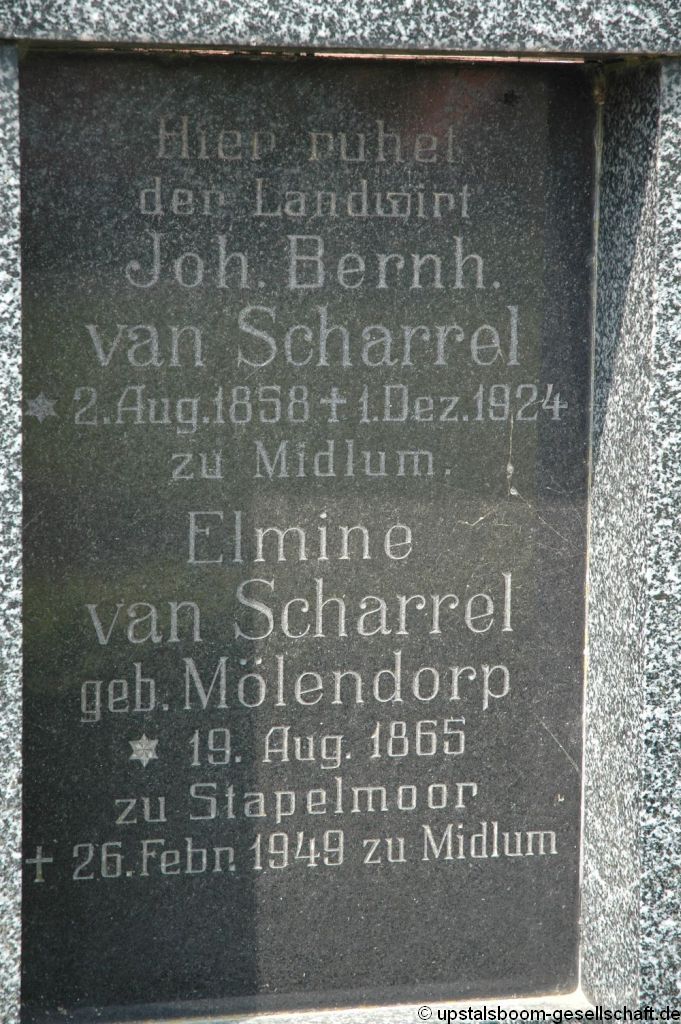 Hier ruhet
der Landwirt
Joh. Bernh.
van Scharrel
* 2. Aug. 1858 † 1. Dez. 1924
zu Midlum.
Elmine
van Scharrel
geb. Mölendorp
* 19. Aug. 1865
zu Stapelmoor
† 26. Febr. 1949 zu Midlum
© upstalsboom-gesellschaft.de